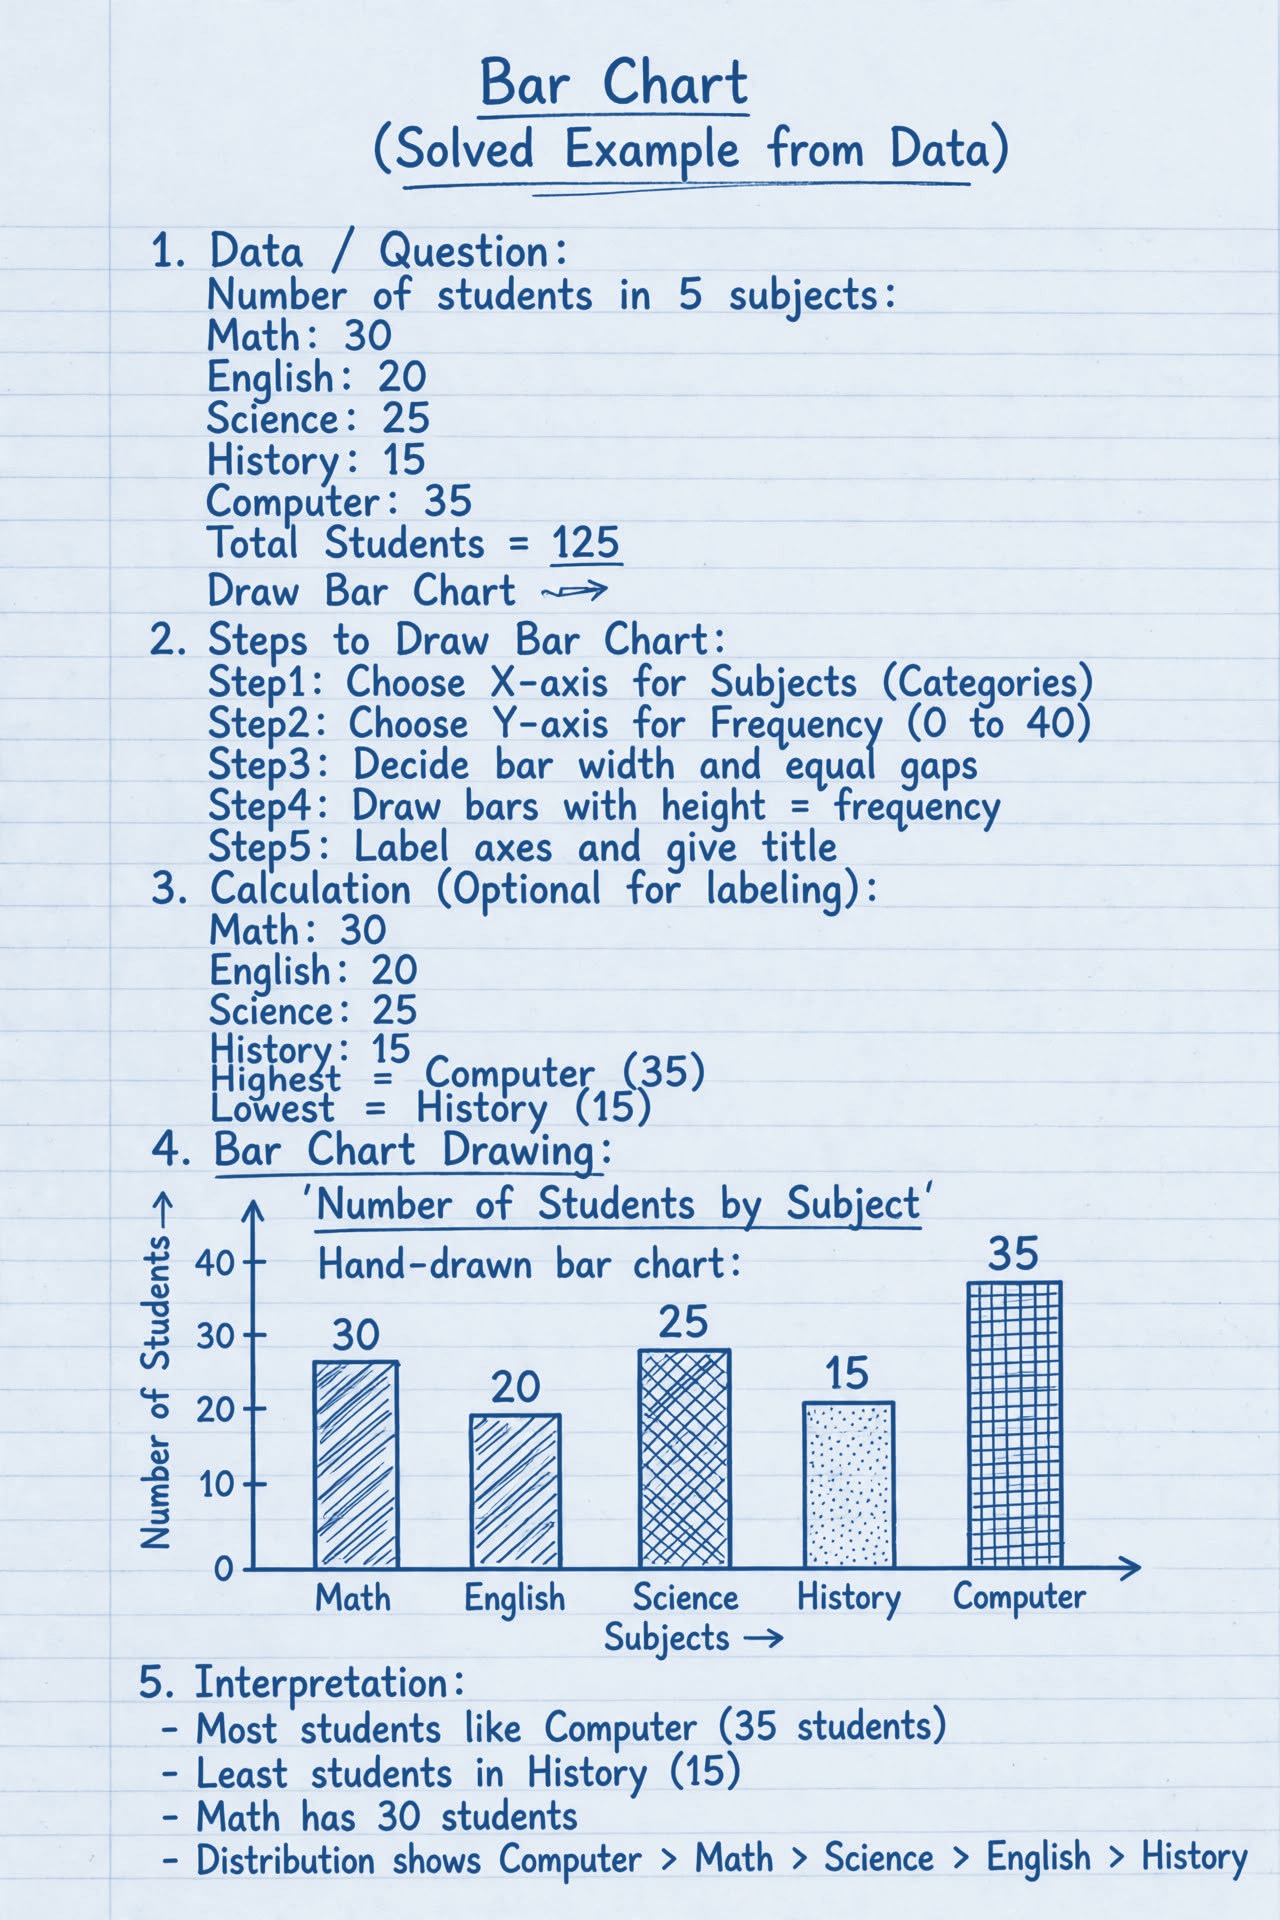 Bar Chart
(Solved Example from Data)
1. Data / Question:
Number of students in 5 subjects:
Math: 30
English: 20
Science: 25
History: 15
Computer: 35
Total Students = 125
Draw Bar Chart →
2. Steps to Draw Bar Chart:
Step1: Choose X-axis for Subjects (Categories)
Step2: Choose Y-axis for Frequency (0 to 40)
Step3: Decide bar width and equal gaps
Step4: Draw bars with height = frequency
Step5: Label axes and give title
3. Calculation (Optional for labeling):
Math: 30
English: 20
Science: 25
History: 15
Highest = Computer (35)
Lowest = History (15)
4. Bar Chart Drawing:
'Number of Students by Subject'
Hand-drawn bar chart:
Number of Students →
40
30
20
10
0
30
20
25
15
35
Math English Science History Computer
Subjects →
5. Interpretation:
- Most students like Computer (35 students)
- Least students in History (15)
- Math has 30 students
- Distribution shows Computer > Math > Science > English > History